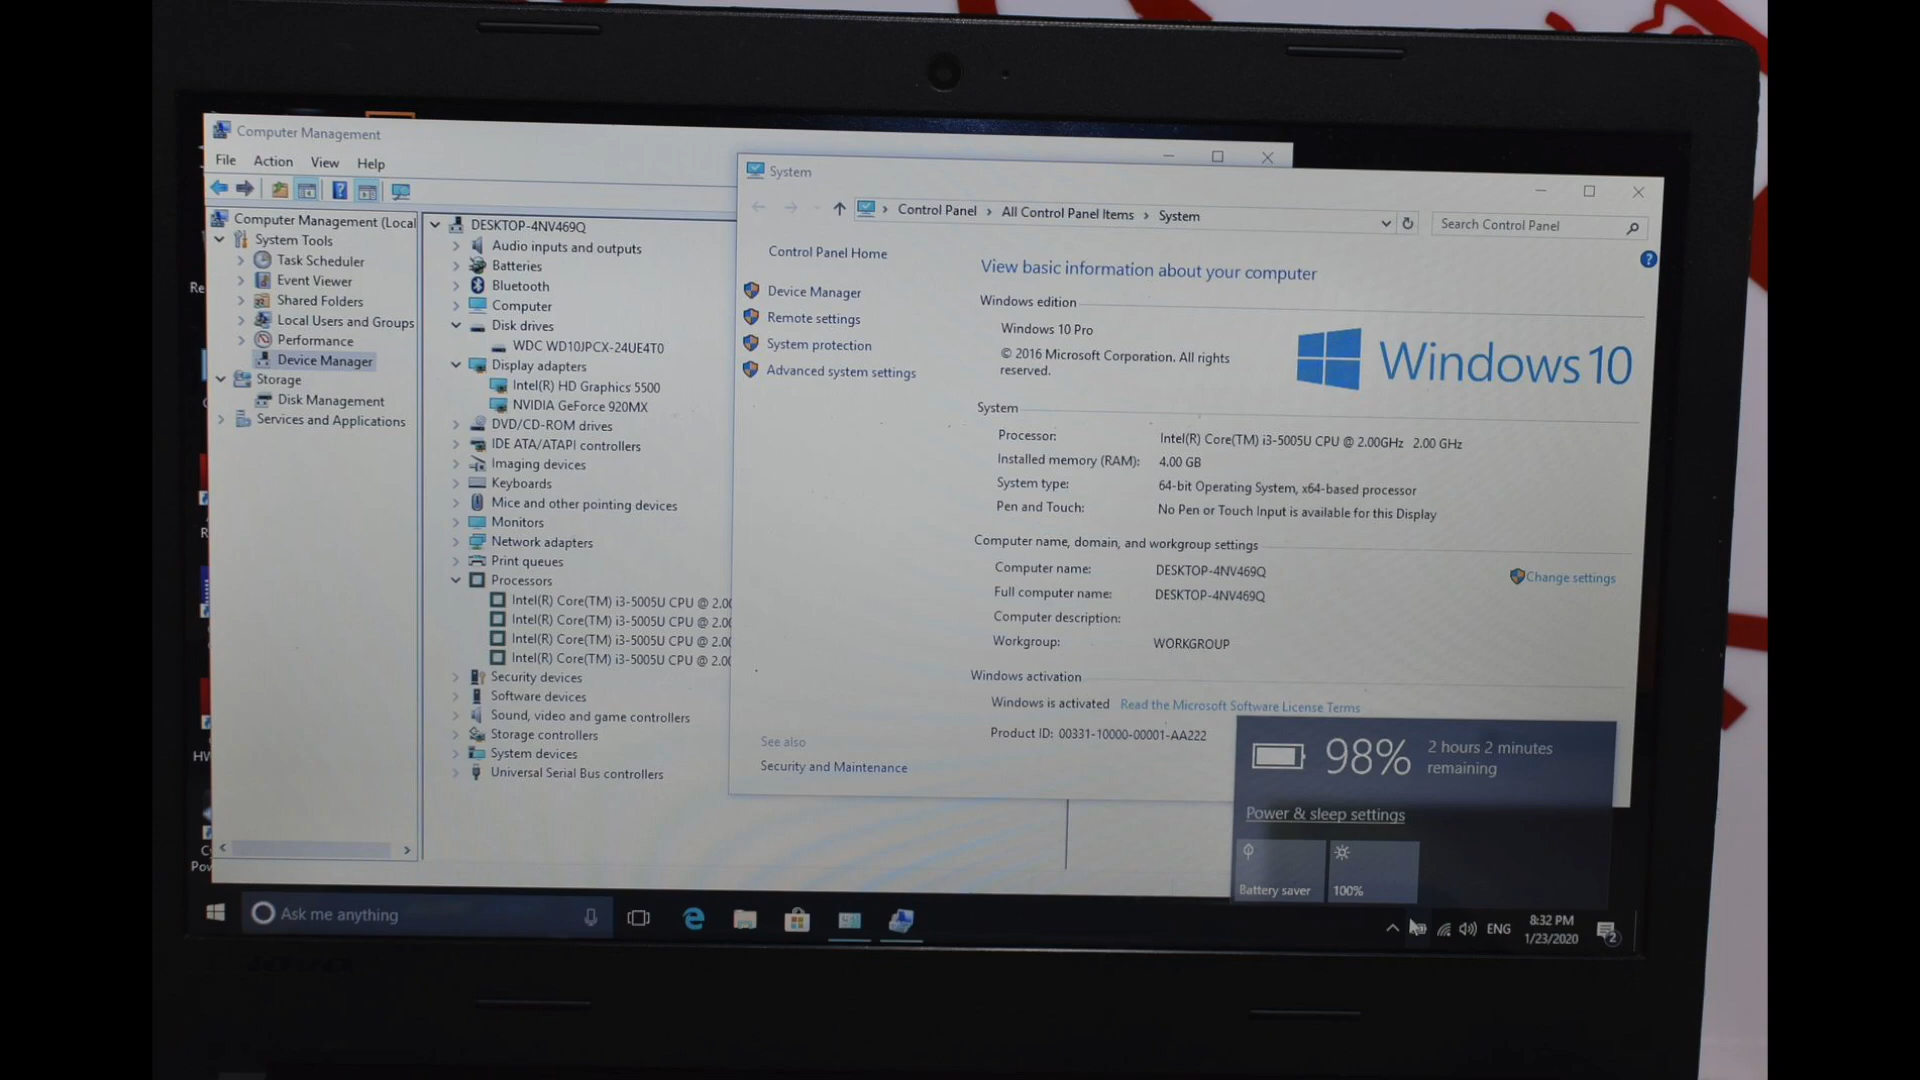 Computer Management
File Action View Help
Computer Management (Local
System Tools
Task Scheduler
Event Viewer
Shared Folders
Local Users and Groups
Performance
Device Manager
Storage
Disk Management
Services and Applications
DESKTOP-4NV469Q
Audio inputs and outputs
Batteries
Bluetooth
Computer
Disk drives
WDC WD10JPCX-24UE4T0
Display adapters
Intel(R) HD Graphics 5500
NVIDIA GeForce 920MX
DVD/CD-ROM drives
IDE ATA/ATAPI controllers
Imaging devices
Keyboards
Mice and other pointing devices
Monitors
Network adapters
Print queues
Processors
Intel(R) Core(TM) i3-5005U CPU @ 2.00
Intel(R) Core(TM) i3-5005U CPU @ 2.00
Intel(R) Core(TM) i3-5005U CPU @ 2.00
Intel(R) Core(TM) i3-5005U CPU @ 2.00
Security devices
Software devices
Sound, video and game controllers
Storage controllers
System devices
Universal Serial Bus controllers
System
Control Panel › All Control Panel Items › System
Search Control Panel
Control Panel Home
Device Manager
Remote settings
System protection
Advanced system settings
See also
Security and Maintenance
View basic information about your computer
Windows edition
Windows 10 Pro
© 2016 Microsoft Corporation. All rights
reserved.
Windows 10
System
Processor: Intel(R) Core(TM) i3-5005U CPU @ 2.00GHz 2.00 GHz
Installed memory (RAM): 4.00 GB
System type: 64-bit Operating System, x64-based processor
Pen and Touch: No Pen or Touch Input is available for this Display
Computer name, domain, and workgroup settings
Computer name: DESKTOP-4NV469Q
Change settings
Full computer name: DESKTOP-4NV469Q
Computer description:
Workgroup: WORKGROUP
Windows activation
Windows is activated Read the Microsoft Software License Terms
Product ID: 00331-10000-00001-AA222
98%
2 hours 2 minutes
remaining
Power & sleep settings
Battery saver
100%
Re
HW
Pow
Ask me anything
ENG
8:32 PM
1/23/2020
2